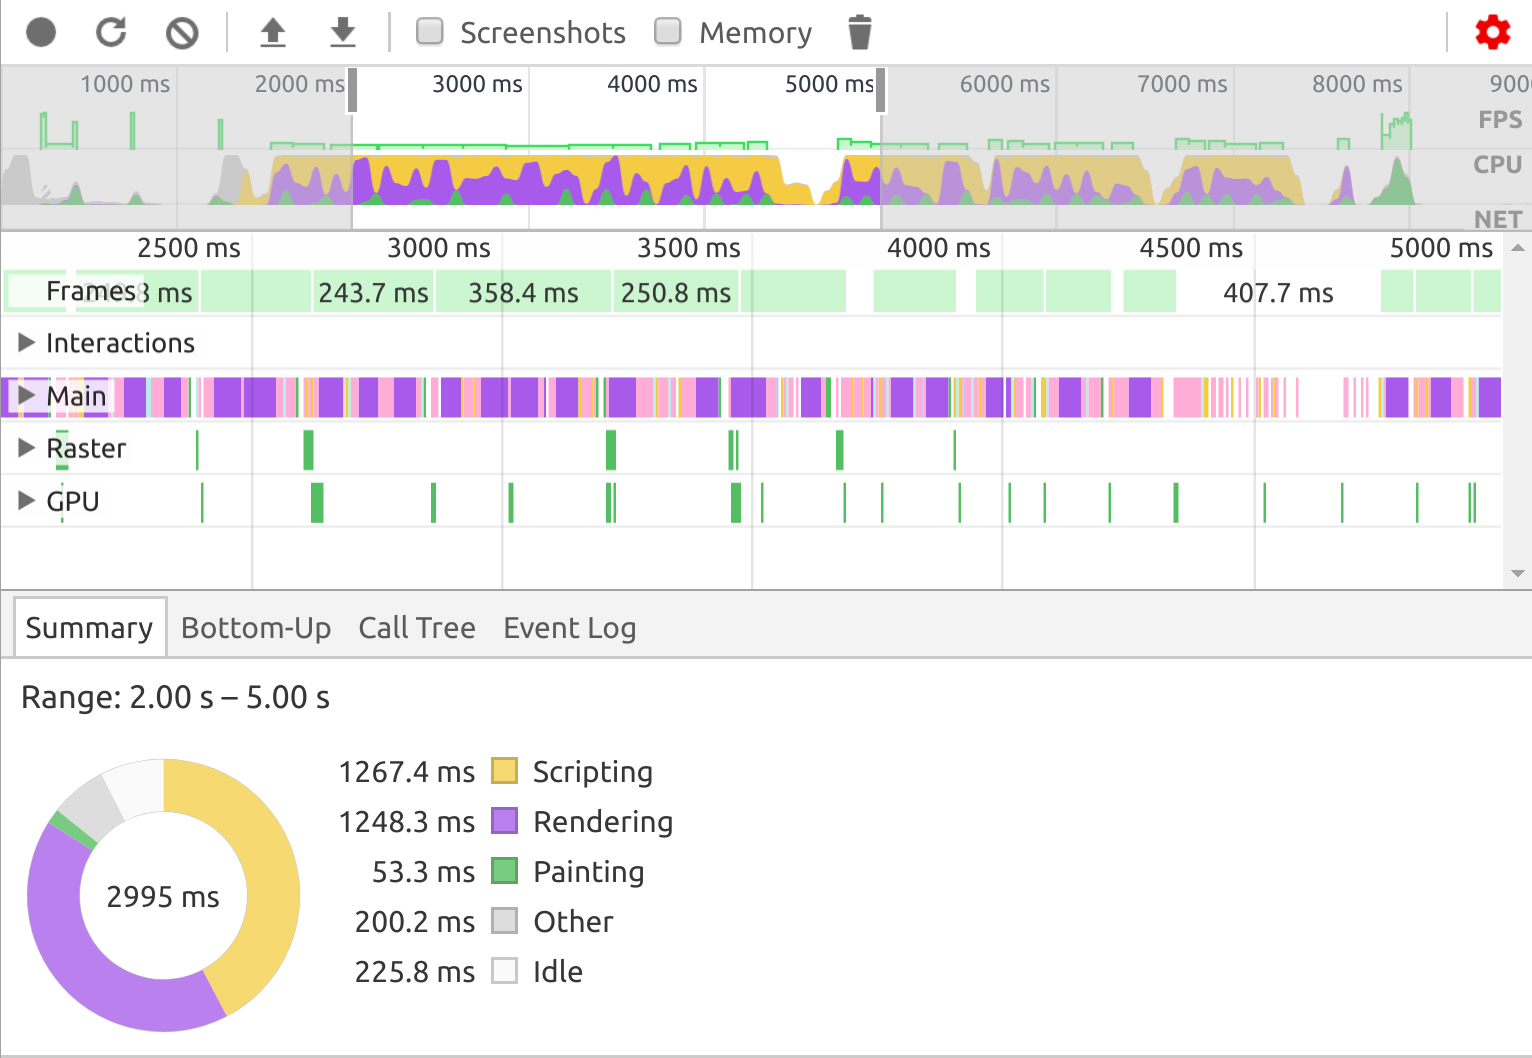 Screenshots Memory
1000 ms 2000 ms 3000 ms 4000 ms 5000 ms 6000 ms 7000 ms 8000 ms 900
FPS
CPU
NET
2500 ms 3000 ms 3500 ms 4000 ms 4500 ms 5000 ms
Frames ms 243.7 ms 358.4 ms 250.8 ms 407.7 ms
Interactions
Main
Raster
GPU
Summary Bottom-Up Call Tree Event Log
Range: 2.00 s – 5.00 s
2995 ms
1267.4 ms Scripting
1248.3 ms Rendering
53.3 ms Painting
200.2 ms Other
225.8 ms Idle